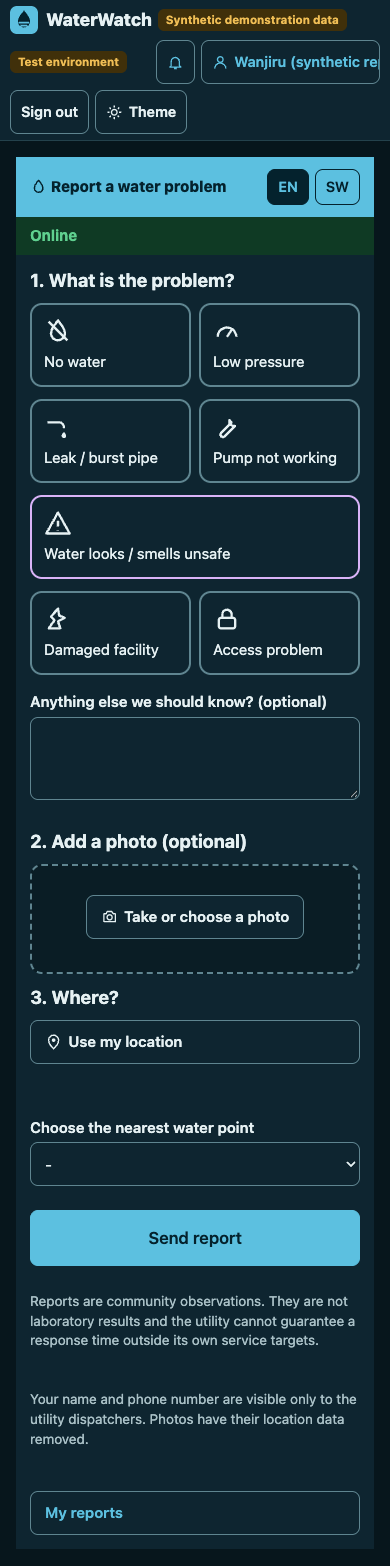 WaterWatch
Synthetic demonstration data
Test environment
Wanjiru (synthetic re
Sign out
Theme
Report a water problem
EN
SW
Online
1. What is the problem?
No water
Low pressure
Leak / burst pipe
Pump not working
Water looks / smells unsafe
Damaged facility
Access problem
Anything else we should know? (optional)
2. Add a photo (optional)
Take or choose a photo
3. Where?
Use my location
Choose the nearest water point
-
Send report
Reports are community observations. They are not
laboratory results and the utility cannot guarantee a
response time outside its own service targets.
Your name and phone number are visible only to the
utility dispatchers. Photos have their location data
removed.
My reports